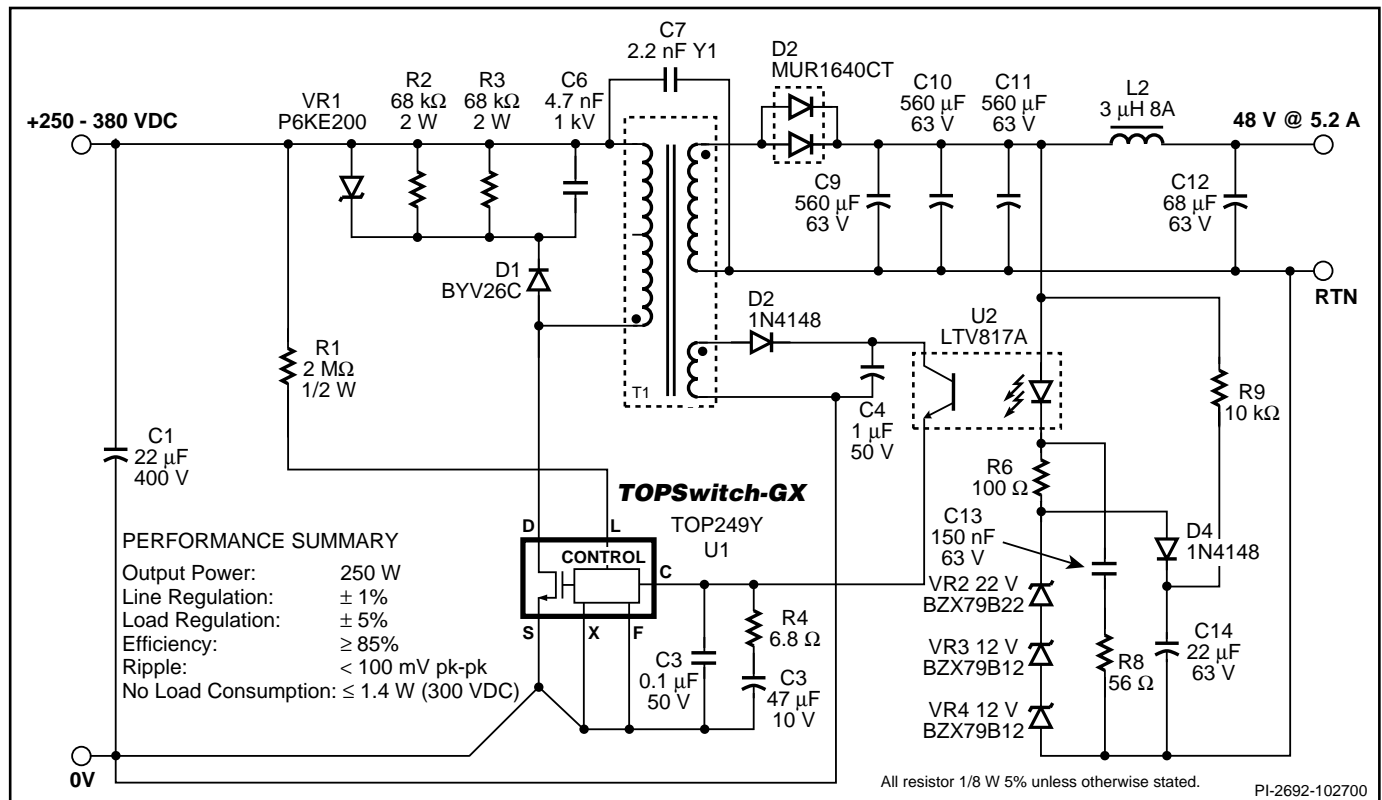 C7
2.2 nF Y1
D2
MUR1640CT
R2
68 kΩ
2 W
R3
68 kΩ
2 W
C6
4.7 nF
1 kV
VR1
P6KE200
C10
560 µF
63 V
C11
560 µF
63 V
L2
3 µH 8A
+250 - 380 VDC
48 V @ 5.2 A
C9
560 µF
63 V
C12
68 µF
63 V
D1
BYV26C
RTN
D2
1N4148
U2
LTV817A
R1
2 MΩ
1/2 W
T1
C4
1 µF
50 V
R9
10 kΩ
C1
22 µF
400 V
R6
100 Ω
TOPSwitch-GX
TOP249Y
U1
D
L
CONTROL
C
S
X
F
C13
150 nF
63 V
D4
1N4148
PERFORMANCE SUMMARY
Output Power: 250 W
Line Regulation: ± 1%
Load Regulation: ± 5%
Efficiency: ≥ 85%
Ripple: < 100 mV pk-pk
No Load Consumption: ≤ 1.4 W (300 VDC)
R4
6.8 Ω
C3
0.1 µF
50 V
C3
47 µF
10 V
VR2 22 V
BZX79B22
VR3 12 V
BZX79B12
VR4 12 V
BZX79B12
R8
56 Ω
C14
22 µF
63 V
0V
All resistor 1/8 W 5% unless otherwise stated.
PI-2692-102700